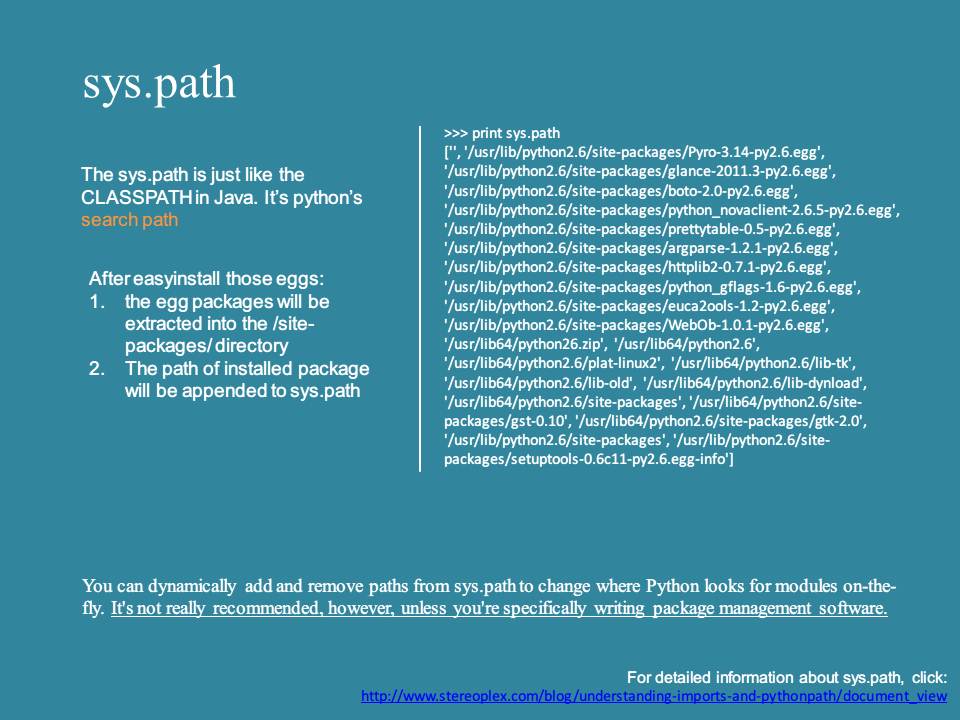 sys.path
The sys.path is just like the
CLASSPATH in Java. It’s python’s
search path
After easyinstall those eggs:
1. the egg packages will be
extracted into the /site-
packages/ directory
2. The path of installed package
will be appended to sys.path
>>> print sys.path
['', '/usr/lib/python2.6/site-packages/Pyro-3.14-py2.6.egg',
'/usr/lib/python2.6/site-packages/glance-2011.3-py2.6.egg',
'/usr/lib/python2.6/site-packages/boto-2.0-py2.6.egg',
'/usr/lib/python2.6/site-packages/python_novaclient-2.6.5-py2.6.egg',
'/usr/lib/python2.6/site-packages/prettytable-0.5-py2.6.egg',
'/usr/lib/python2.6/site-packages/argparse-1.2.1-py2.6.egg',
'/usr/lib/python2.6/site-packages/httplib2-0.7.1-py2.6.egg',
'/usr/lib/python2.6/site-packages/python_gflags-1.6-py2.6.egg',
'/usr/lib/python2.6/site-packages/euca2ools-1.2-py2.6.egg',
'/usr/lib/python2.6/site-packages/WebOb-1.0.1-py2.6.egg',
'/usr/lib64/python26.zip', '/usr/lib64/python2.6',
'/usr/lib64/python2.6/plat-linux2', '/usr/lib64/python2.6/lib-tk',
'/usr/lib64/python2.6/lib-old', '/usr/lib64/python2.6/lib-dynload',
'/usr/lib64/python2.6/site-packages', '/usr/lib64/python2.6/site-
packages/gst-0.10', '/usr/lib64/python2.6/site-packages/gtk-2.0',
'/usr/lib/python2.6/site-packages', '/usr/lib/python2.6/site-
packages/setuptools-0.6c11-py2.6.egg-info']
You can dynamically add and remove paths from sys.path to change where Python looks for modules on-the-
fly. It's not really recommended, however, unless you're specifically writing package management software.
For detailed information about sys.path, click:
http://www.stereoplex.com/blog/understanding-imports-and-pythonpath/document_view